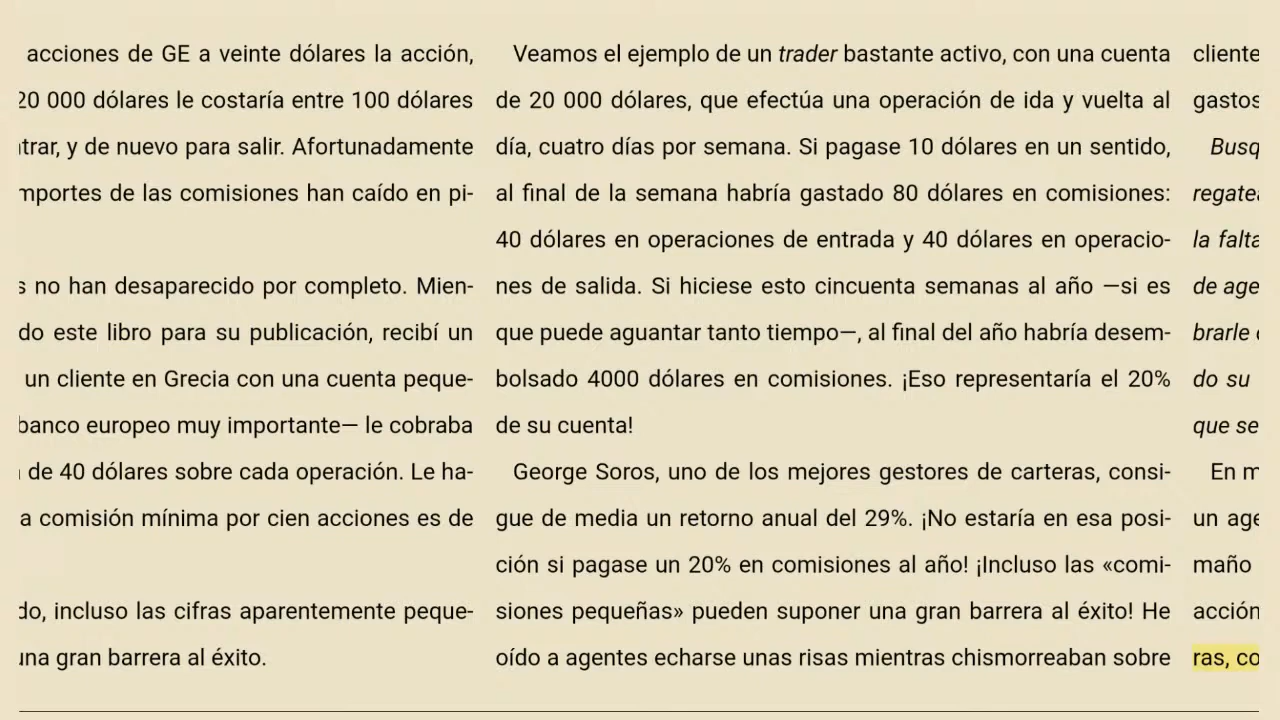 acciones de GE a veinte dólares la acción,
20 000 dólares le costaría entre 100 dólares
y de nuevo para salir. Afortunadamente
de las comisiones han caído en pi-
no han desaparecido por completo. Mien-
este libro para su publicación, recibí un
un cliente en Grecia con una cuenta peque-
banco europeo muy importante— le cobraba
de 40 dólares sobre cada operación. Le ha-
comisión mínima por cien acciones es de
incluso las cifras aparentemente peque-
una gran barrera al éxito.
Veamos el ejemplo de un trader bastante activo, con una cuenta
de 20 000 dólares, que efectúa una operación de ida y vuelta al
día, cuatro días por semana. Si pagase 10 dólares en un sentido,
al final de la semana habría gastado 80 dólares en comisiones:
40 dólares en operaciones de entrada y 40 dólares en operacio-
nes de salida. Si hiciese esto cincuenta semanas al año —si es
que puede aguantar tanto tiempo—, al final del año habría desem-
bolsado 4000 dólares en comisiones. ¡Eso representaría el 20%
de su cuenta!
George Soros, uno de los mejores gestores de carteras, consi-
gue de media un retorno anual del 29%. ¡No estaría en esa posi-
ción si pagase un 20% en comisiones al año! ¡Incluso las «comi-
siones pequeñas» pueden suponer una gran barrera al éxito! He
oído a agentes echarse unas risas mientras chismorreaban sobre
cliente
gastos
la
de
do su
que se
En
un
maño
acción
ras,